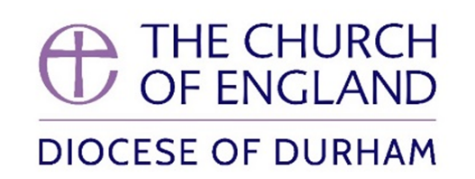 THE CHURCH
OF ENGLAND
DIOCESE OF DURHAM